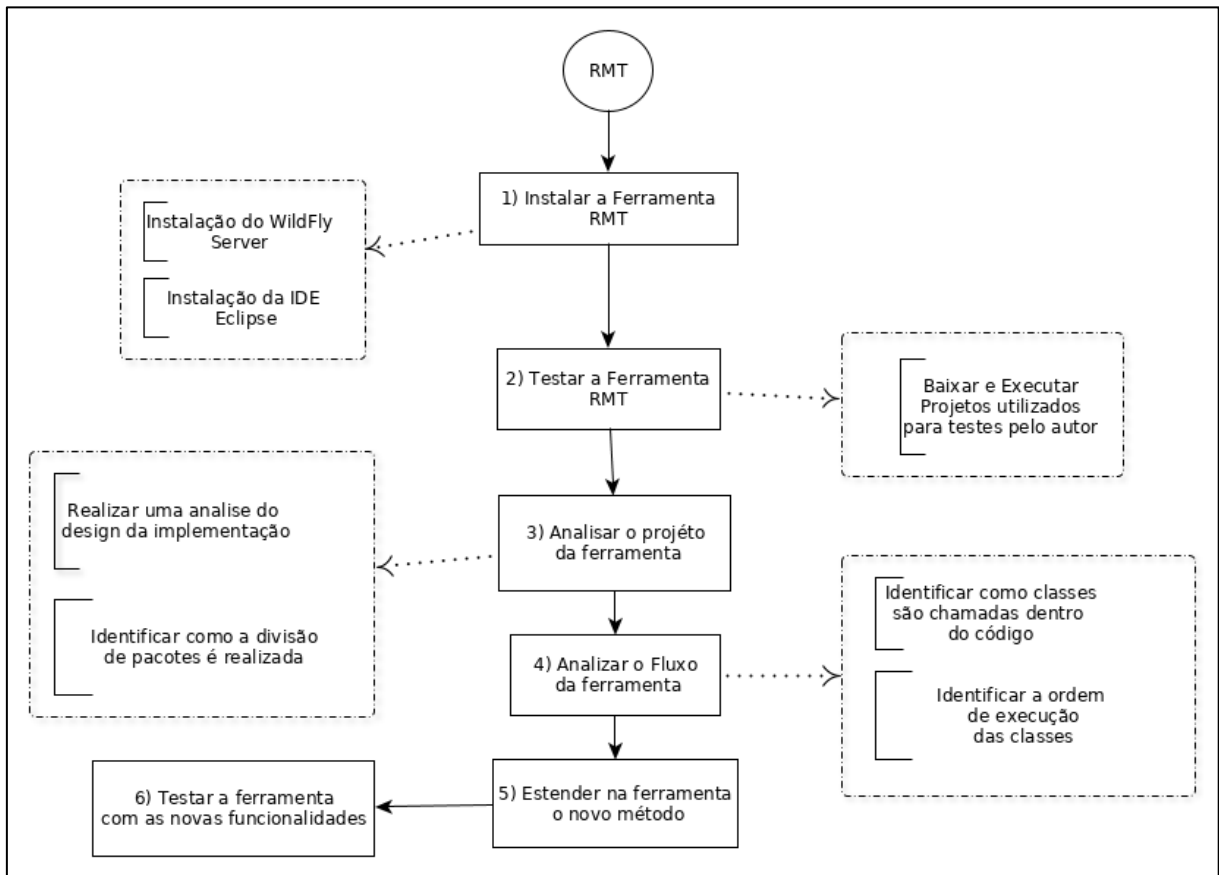 RMT
1) Instalar a Ferramenta
RMT
Instalação do WildFly
Server
Instalação da IDE
Eclipse
2) Testar a Ferramenta
RMT
Baixar e Executar
Projetos utilizados
para testes pelo autor
3) Analisar o projéto
da ferramenta
Realizar uma analise do
design da implementação
Identificar como a divisão
de pacotes é realizada
4) Analizar o Fluxo
da ferramenta
Identificar como classes
são chamadas dentro
do código
Identificar a ordem
de execução
das classes
5) Estender na ferramenta
o novo método
6) Testar a ferramenta
com as novas funcionalidades